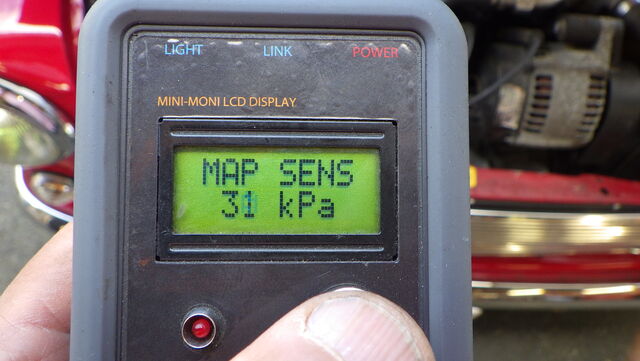 LIGHT LINK POWER
MINI-MONI LCD DISPLAY
MAP SENS
31 kPa